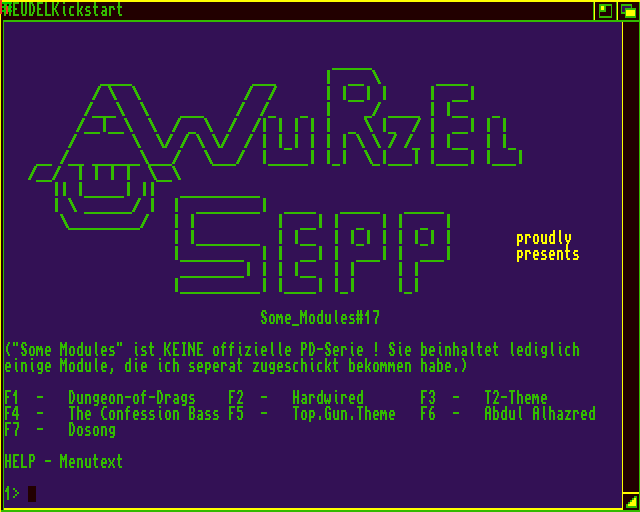 #EUDELKickstart
AWURZEL
SEPP
proudly
presents
Some_Modules#17
("Some Modules" ist KEINE offizielle PD-Serie ! Sie beinhaltet lediglich
einige Module, die ich seperat zugeschickt bekommen habe.)
F1 - Dungeon-of-Drags F2 - Hardwired F3 - T2-Theme
F4 - The Confession Bass F5 - Top.Gun.Theme F6 - Abdul Alhazred
F7 - Dosong
HELP - Menutext
1>